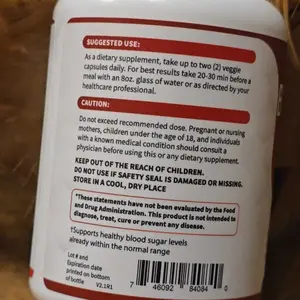 SUGGESTED USE:
As a dietary supplement, take up to two (2) veggie
capsules daily. For best results take 20-30 min before a
meal with an 8oz. glass of water or as directed by your
healthcare professional.
CAUTION:
Do not exceed recommended dose. Pregnant or nursing
mothers, children under the age of 18, and individuals
with a known medical condition should consult a
physician before using this or any dietary supplement.
KEEP OUT OF THE REACH OF CHILDREN.
DO NOT USE IF SAFETY SEAL IS DAMAGED OR MISSING.
STORE IN A COOL, DRY PLACE
*These statements have not been evaluated by the Food
and Drug Administration. This product is not intended to
diagnose, treat, cure or prevent any disease.
†Supports healthy blood sugar levels
already within the normal range
Lot # and
Expiration date
printed on bottom
of bottle V2.1R1
7 46092 84084 0